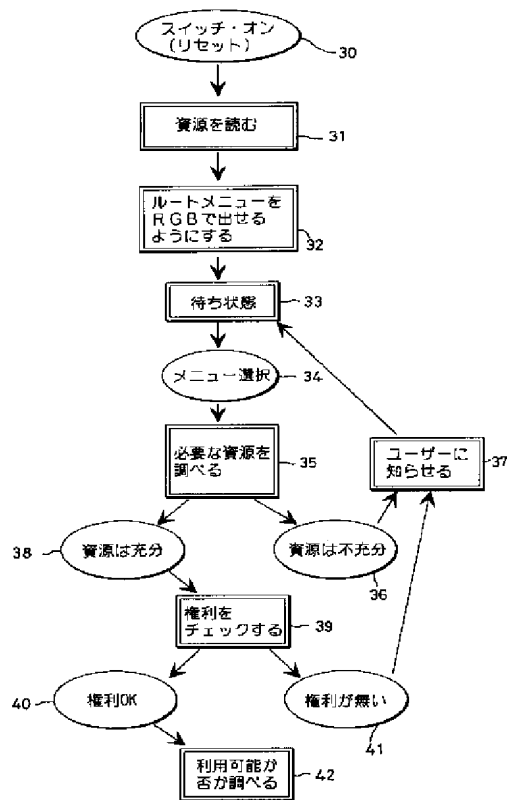 スイッチ・オン
(リセット)
30
資源を読む
31
ルートメニューを
RGBで出せる
ようにする
32
待ち状態
33
メニュー選択
34
必要な資源を
調べる
35
ユーザーに
知らせる
37
38
資源は充分
資源は不充分
36
権利を
チェックする
39
40
権利OK
権利が無い
41
利用可能か
否か調べる
42